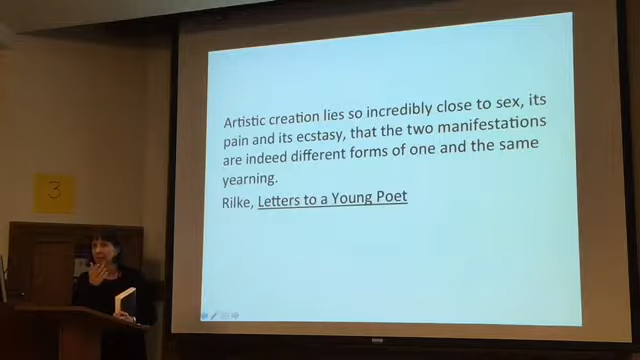 Artistic creation lies so incredibly close to sex, its
pain and its ecstasy, that the two manifestations
are indeed different forms of one and the same
yearning.
Rilke, Letters to a Young Poet
3